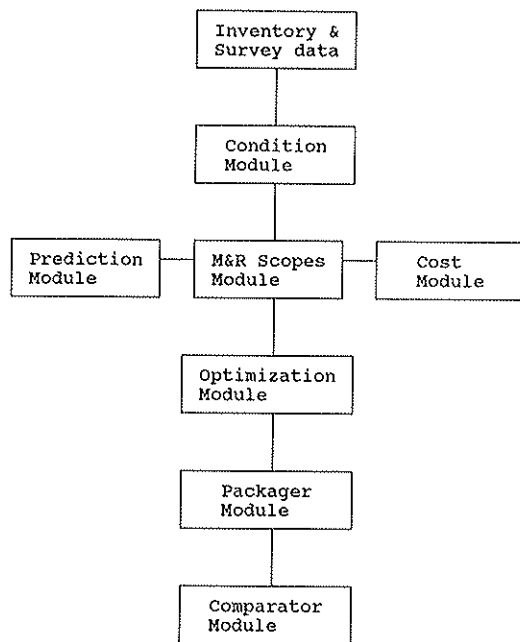 Inventory &
Survey data
Condition
Module
Prediction
Module
M&R Scopes
Module
Cost
Module
Optimization
Module
Packager
Module
Comparator
Module